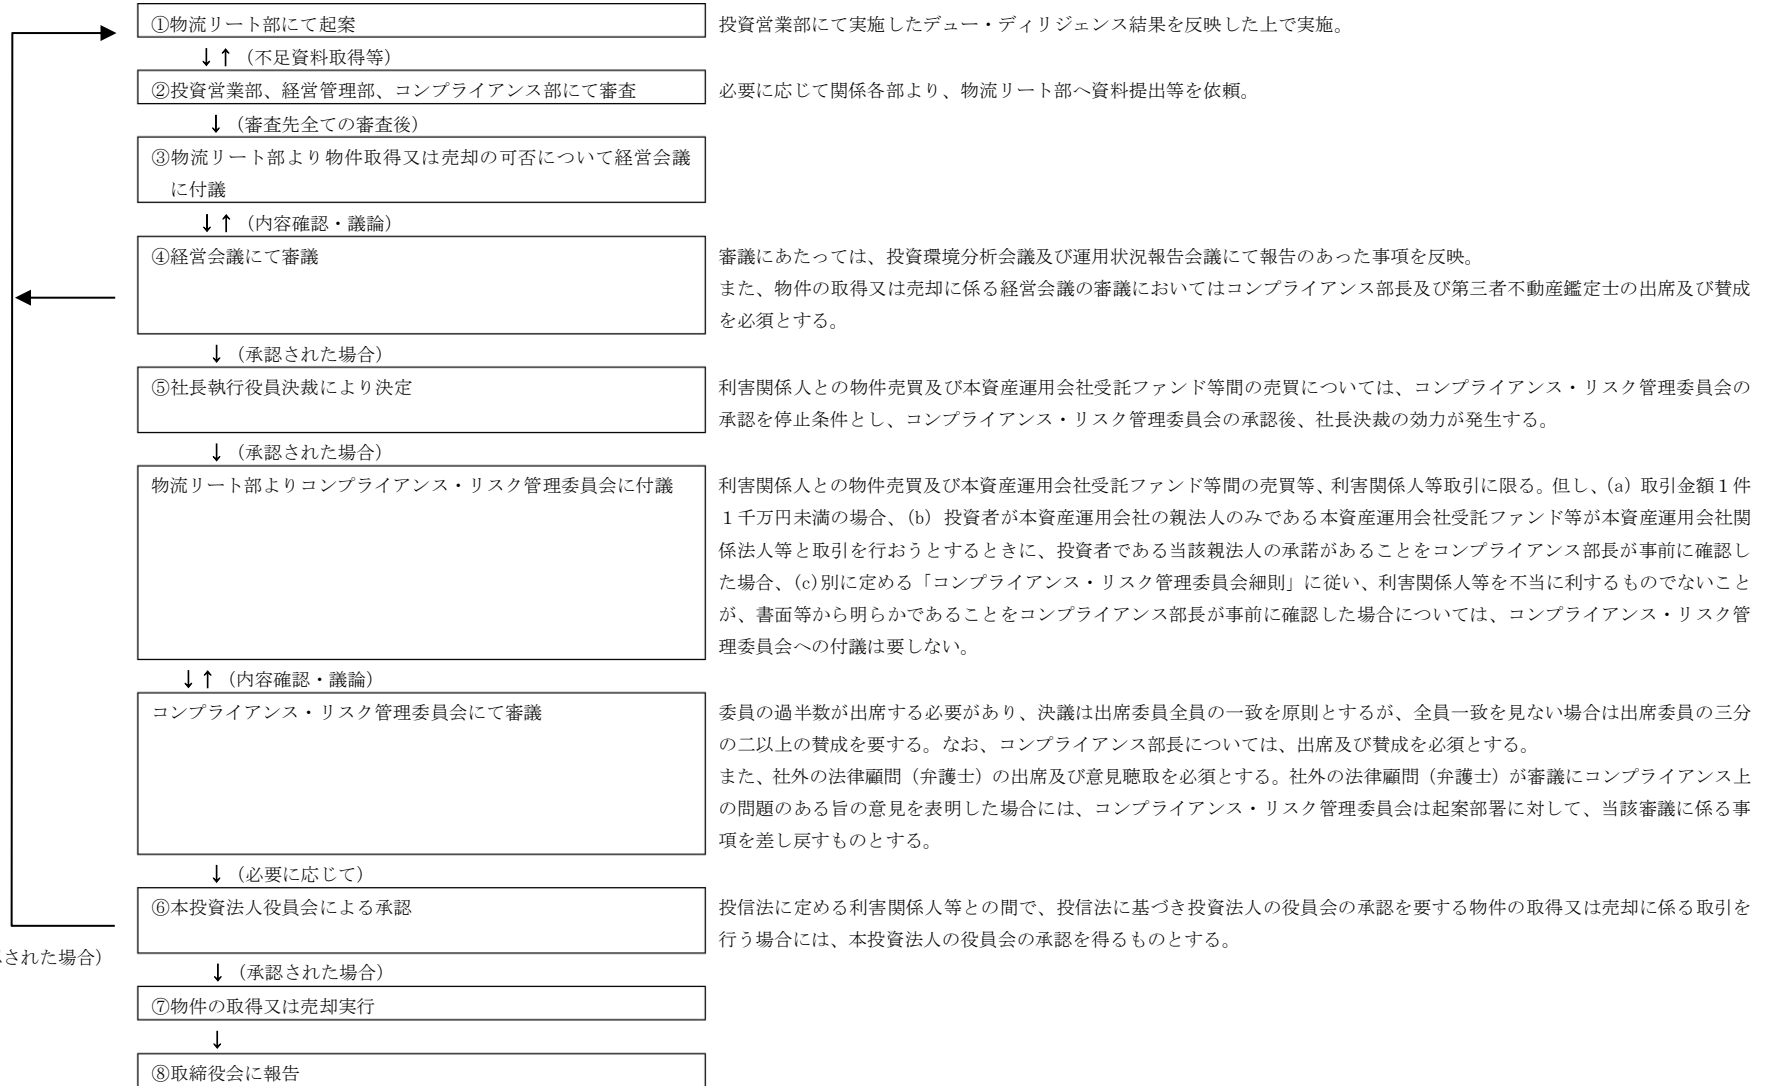 ①物流リート部にて起案
投資営業部にて実施したデュー・ディリジェンス結果を反映した上で実施。
↓↑（不足資料取得等）
②投資営業部、経営管理部、コンプライアンス部にて審査
必要に応じて関係各部より、物流リート部へ資料提出等を依頼。
↓（審査先全ての審査後）
③物流リート部より物件取得又は売却の可否について経営会議
に付議
↓↑（内容確認・議論）
④経営会議にて審議
審議にあたっては、投資環境分析会議及び運用状況報告会議にて報告のあった事項を反映。
また、物件の取得又は売却に係る経営会議の審議においてはコンプライアンス部長及び第三者不動産鑑定士の出席及び賛成
を必須とする。
↓（承認された場合）
⑤社長執行役員決裁により決定
利害関係人との物件売買及び本資産運用会社受託ファンド等間の売買については、コンプライアンス・リスク管理委員会の
承認を停止条件とし、コンプライアンス・リスク管理委員会の承認後、社長決裁の効力が発生する。
↓（承認された場合）
物流リート部よりコンプライアンス・リスク管理委員会に付議
利害関係人との物件売買及び本資産運用会社受託ファンド等間の売買等、利害関係人等取引に限る。但し、(a) 取引金額１件
１千万円未満の場合、(b) 投資者が本資産運用会社の親法人のみである本資産運用会社受託ファンド等が本資産運用会社関
係法人等と取引を行おうとするときに、投資者である当該親法人の承諾があることをコンプライアンス部長が事前に確認し
た場合、(c)別に定める「コンプライアンス・リスク管理委員会細則」に従い、利害関係人等を不当に利するものでないこと
が、書面等から明らかであることをコンプライアンス部長が事前に確認した場合については、コンプライアンス・リスク管
理委員会への付議は要しない。
↓↑（内容確認・議論）
コンプライアンス・リスク管理委員会にて審議
委員の過半数が出席する必要があり、決議は出席委員全員の一致を原則とするが、全員一致を見ない場合は出席委員の三分
の二以上の賛成を要する。なお、コンプライアンス部長については、出席及び賛成を必須とする。
また、社外の法律顧問（弁護士）の出席及び意見聴取を必須とする。社外の法律顧問（弁護士）が審議にコンプライアンス上
の問題のある旨の意見を表明した場合には、コンプライアンス・リスク管理委員会は起案部署に対して、当該審議に係る事
項を差し戻すものとする。
↓（必要に応じて）
⑥本投資法人役員会による承認
投信法に定める利害関係人等との間で、投信法に基づき投資法人の役員会の承認を要する物件の取得又は売却に係る取引を
行う場合には、本投資法人の役員会の承認を得るものとする。
された場合）
↓（承認された場合）
⑦物件の取得又は売却実行
↓
⑧取締役会に報告